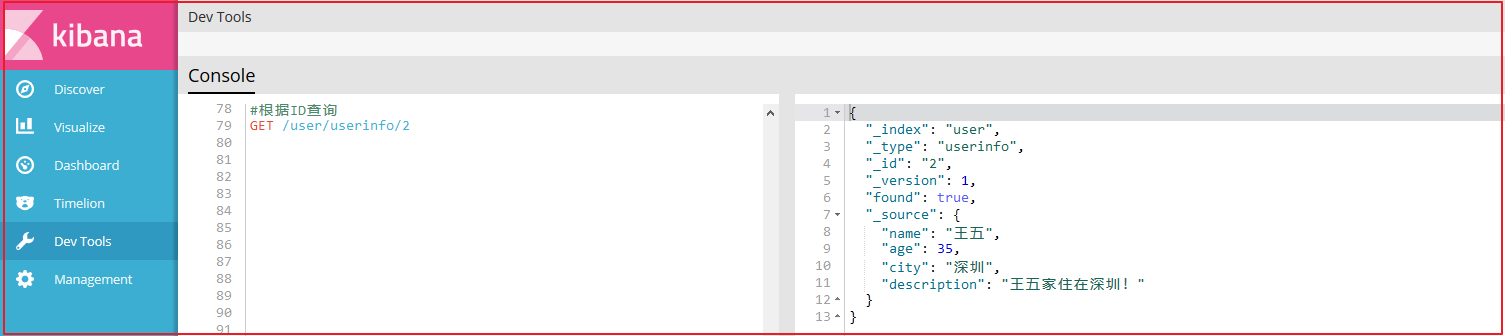 kibana
Discover
Visualize
Dashboard
Timelion
Dev Tools
Management
Dev Tools
Console
78 #根据ID查询
79 GET /user/userinfo/2
80
81
82
83
84
85
86
87
88
89
90
91
1 {
2 "_index": "user",
3 "_type": "userinfo",
4 "_id": "2",
5 "_version": 1,
6 "found": true,
7 "_source": {
8 "name": "王五",
9 "age": 35,
10 "city": "深圳",
11 "description": "王五家住在深圳！"
12 }
13 }